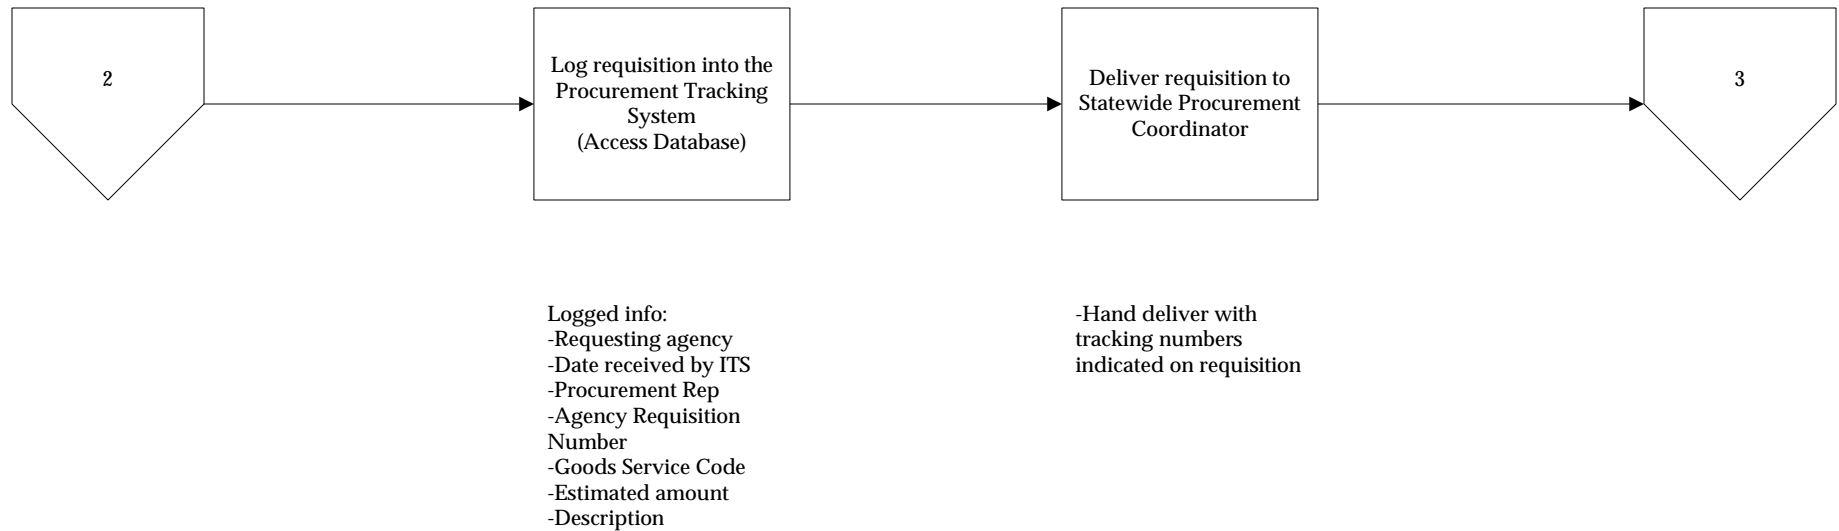 2
Log requisition into the
Procurement Tracking
System
(Access Database)
Deliver requisition to
Statewide Procurement
Coordinator
3
Logged info:
-Requesting agency
-Date received by ITS
-Procurement Rep
-Agency Requisition
Number
-Goods Service Code
-Estimated amount
-Description
-Hand deliver with
tracking numbers
indicated on requisition